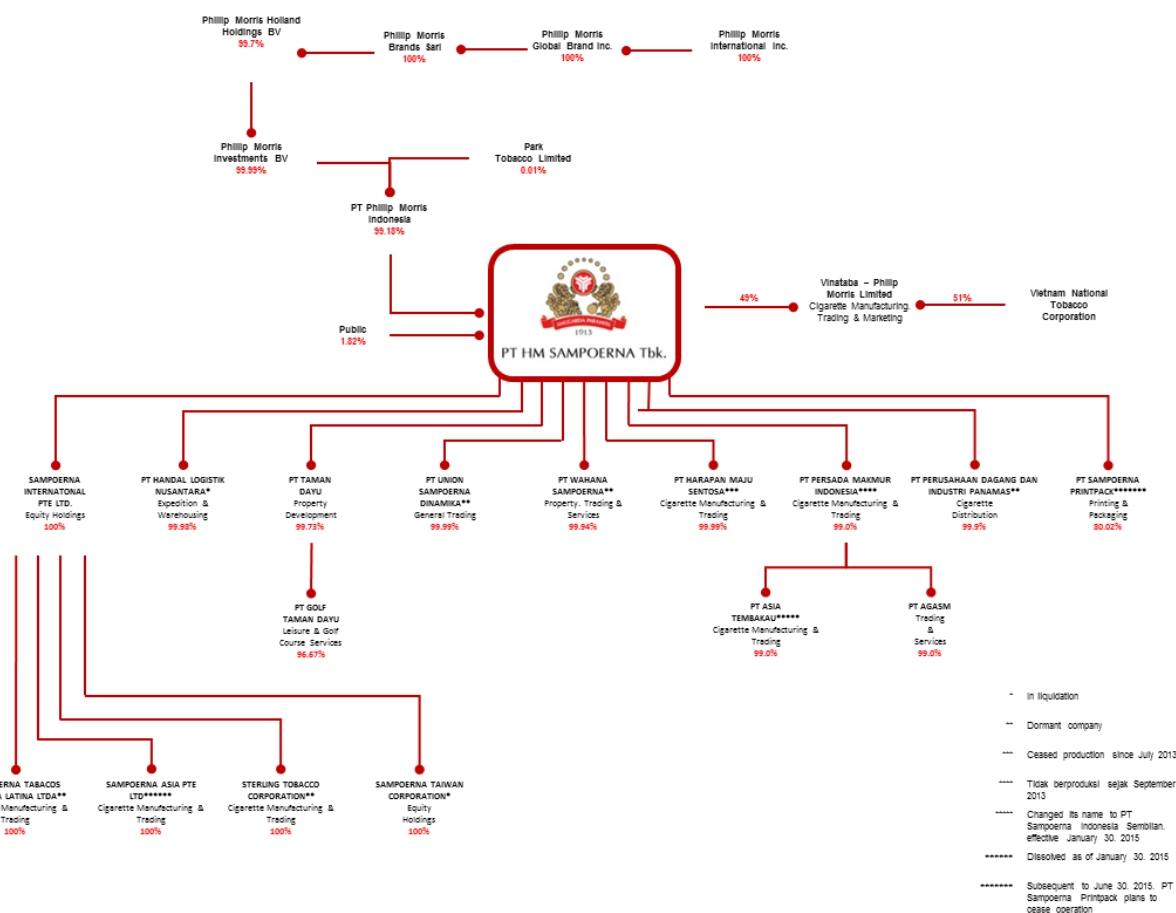 Philip Morris Holland
Holdings BV
99.7%
Philip Morris
Brands Sarl
100%
Philip Morris
Global Brand Inc.
100%
Philip Morris
International Inc.
100%
Philip Morris
Investments BV
99.99%
Park
Tobacco Limited
0.01%
PT Philip Morris
Indonesia
99.18%
Public
1.82%
ANGGARDA PARAMITA
1913
PT HM SAMPOERNA Tbk.
49%
Vinataba – Philip
Morris Limited
Cigarette Manufacturing.
Trading & Marketing
51%
Vietnam National
Tobacco
Corporation
SAMPOERNA
INTERNATONAL
PTE LTD.
Equity Holdings
100%
PT HANDAL LOGISTIK
NUSANTARA*
Expedition &
Warehousing
99.98%
PT TAMAN
DAYU
Property
Development
99.73%
PT UNION
SAMPOERNA
DINAMIKA**
General Trading
99.99%
PT WAHANA
SAMPOERNA**
Property. Trading &
Services
99.94%
PT HARAPAN MAJU
SENTOSA***
Cigarette Manufacturing &
Trading
99.99%
PT PERSADA MAKMUR
INDONESIA****
Cigarette Manufacturing &
Trading
99.0%
PT PERUSAHAAN DAGANG DAN
INDUSTRI PANAMAS**
Cigarette
Distribution
99.9%
PT SAMPOERNA
PRINTPACK*******
Printing &
Packaging
80.02%
PT GOLF
TAMAN DAYU
Leisure & Golf
Course Services
96.67%
PT ASIA
TEMBAKAU*****
Cigarette Manufacturing &
Trading
99.0%
PT AGASM
Trading
&
Services
99.0%
ERNA TABACOS
A LATINA LTDA**
Manufacturing &
Trading
100%
SAMPOERNA ASIA PTE
LTD******
Cigarette Manufacturing &
Trading
100%
STERLING TOBACCO
CORPORATION**
Cigarette Manufacturing &
Trading
100%
SAMPOERNA TAIWAN
CORPORATION*
Equity
Holdings
100%
* In liquidation
** Dormant company
*** Ceased production since July 2013
**** Tidak berproduksi sejak September
2013
***** Changed its name to PT
Sampoerna Indonesia Sembilan.
effective January 30. 2015
****** Dissolved as of January 30. 2015
******* Subsequent to June 30. 2015. PT
Sampoerna Printpack plans to
cease operation